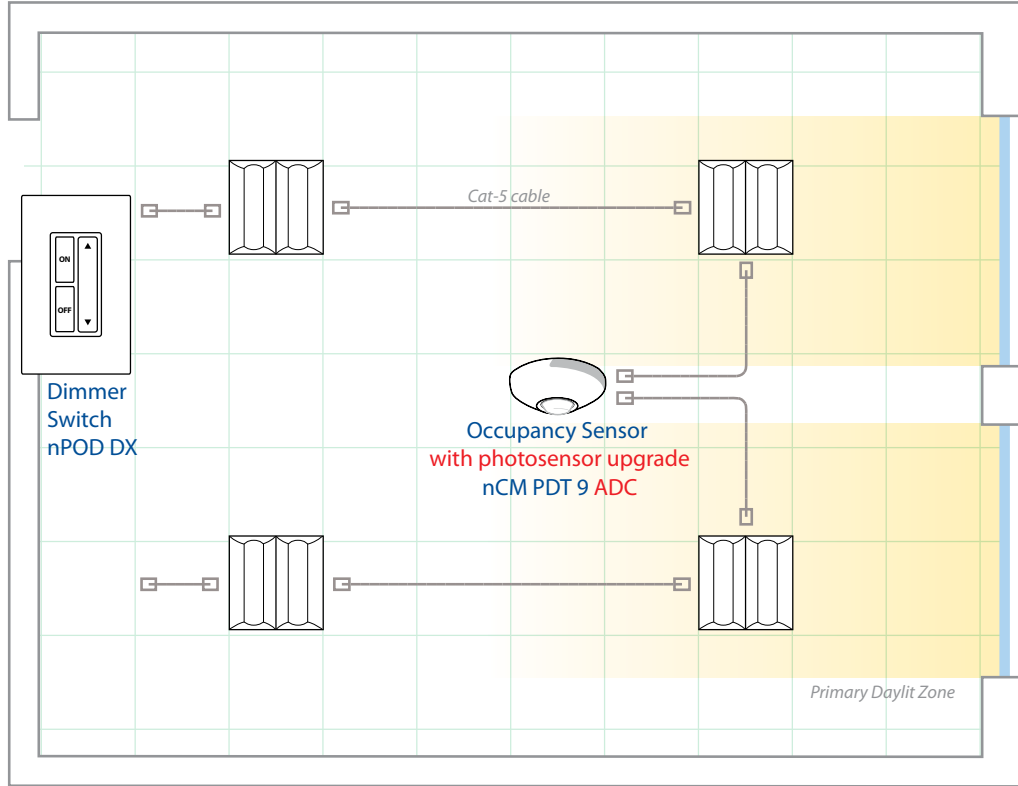 Cat-5 cable
ON
OFF
Dimmer
Switch
nPOD DX
Occupancy Sensor
with photosensor upgrade
nCM PDT 9 ADC
Primary Daylit Zone